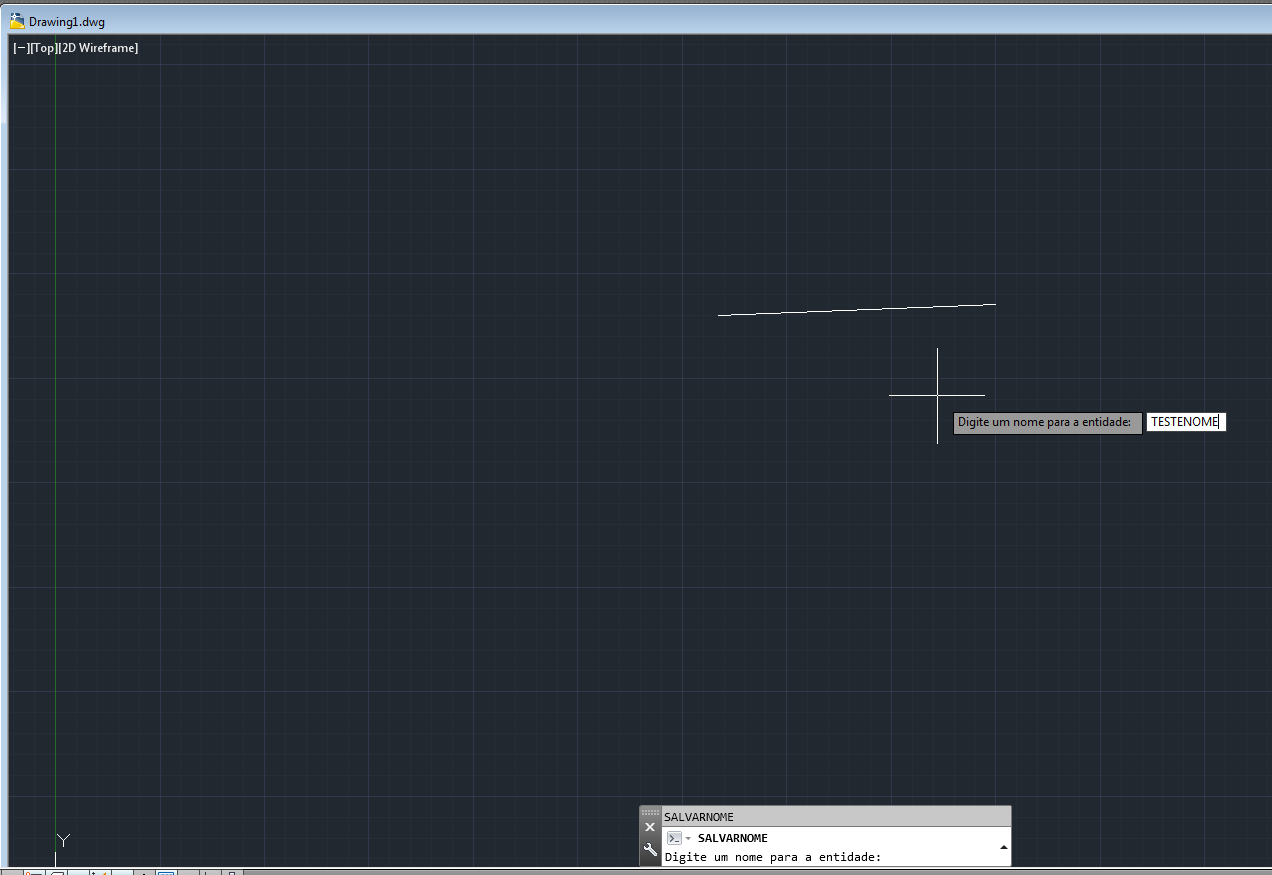 Drawing1.dwg
[−][Top][2D Wireframe]
Digite um nome para a entidade: TESTENOME
SALVARNOME
SALVARNOME
Digite um nome para a entidade:
Y